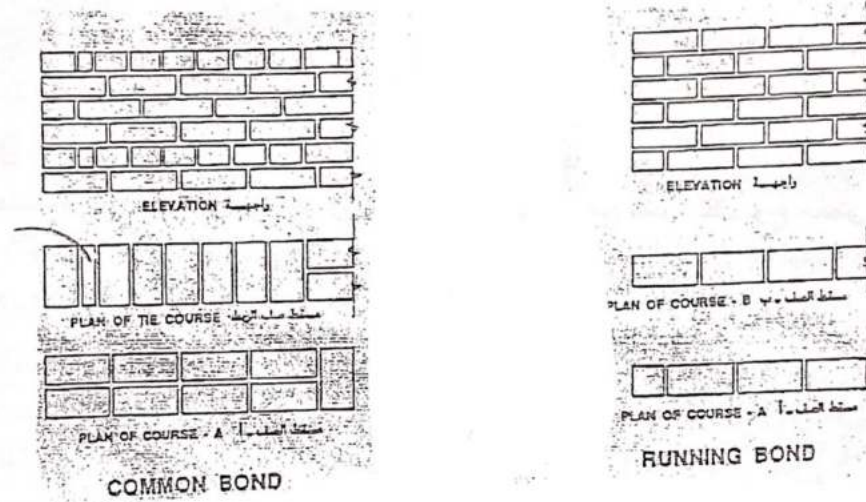 ELEVATION واجهة
PLAN OF TIE COURSE مسقط صف الربط
PLAN OF COURSE - A مسقط الصف - أ
COMMON BOND
ELEVATION واجهة
PLAN OF COURSE - B مسقط الصف - ب
PLAN OF COURSE - A مسقط الصف - أ
RUNNING BOND